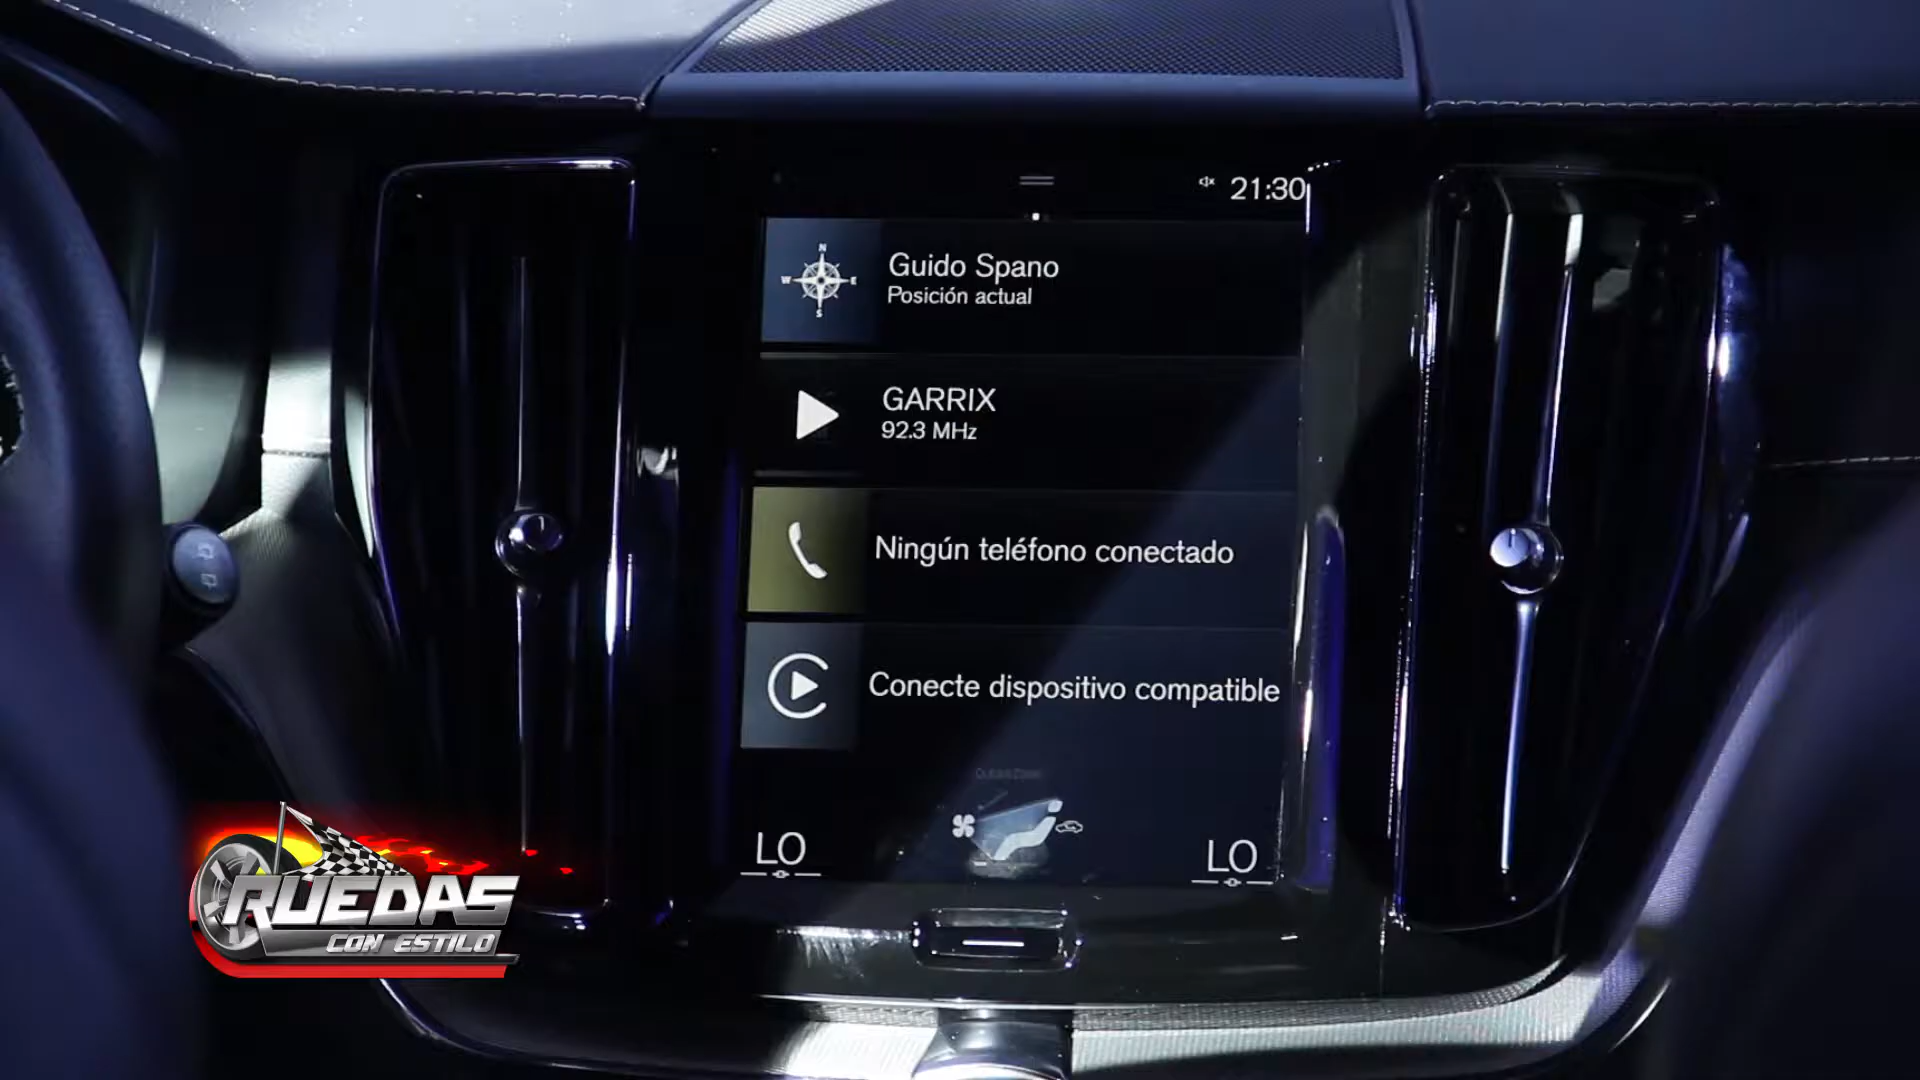 21:30
N
W E
S
Guido Spano
Posición actual
GARRIX
92.3 MHz
Ningún teléfono conectado
Conecte dispositivo compatible
LO
LO
RUEDAS
CON ESTILO